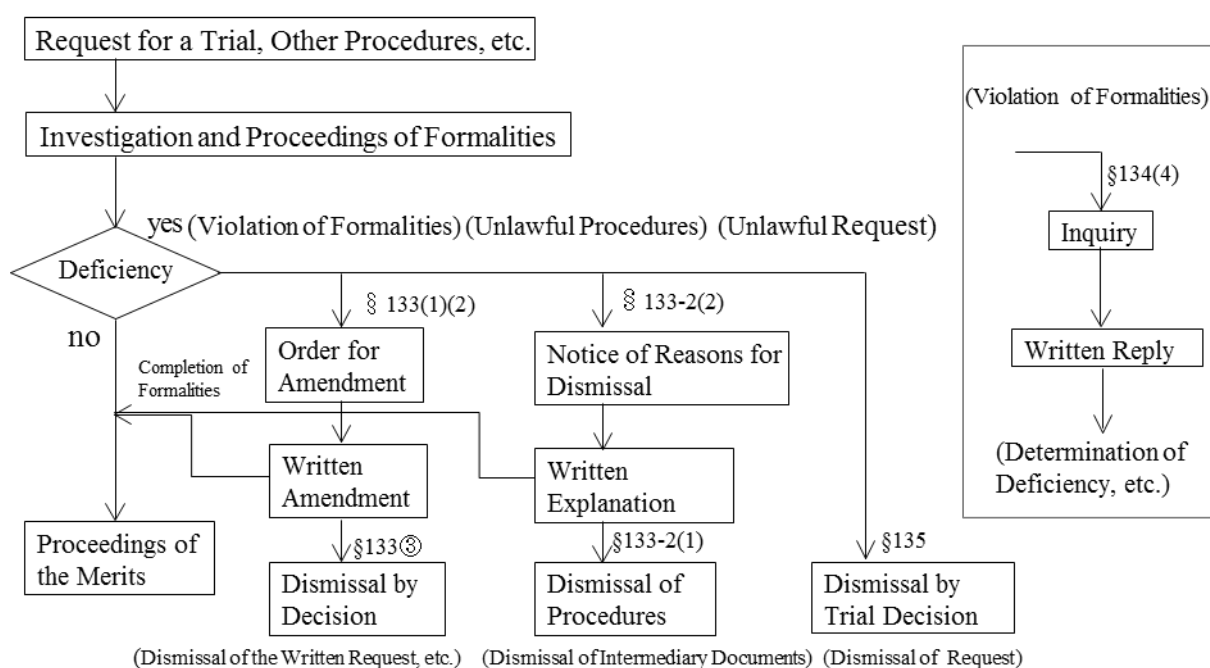 Request for a Trial, Other Procedures, etc.
Investigation and Proceedings of Formalities
yes (Violation of Formalities) (Unlawful Procedures) (Unlawful Request)
Deficiency
no
§ 133(1)(2)
§ 133-2(2)
Order for
Amendment
Notice of Reasons for
Dismissal
Completion of
Formalities
Written
Amendment
Written
Explanation
Proceedings of
the Merits
§133③
§133-2(1)
§135
Dismissal by
Decision
Dismissal of
Procedures
Dismissal by
Trial Decision
(Dismissal of the Written Request, etc.)
(Dismissal of Intermediary Documents)
(Dismissal of Request)
(Violation of Formalities)
§134(4)
Inquiry
Written Reply
(Determination of
Deficiency, etc.)